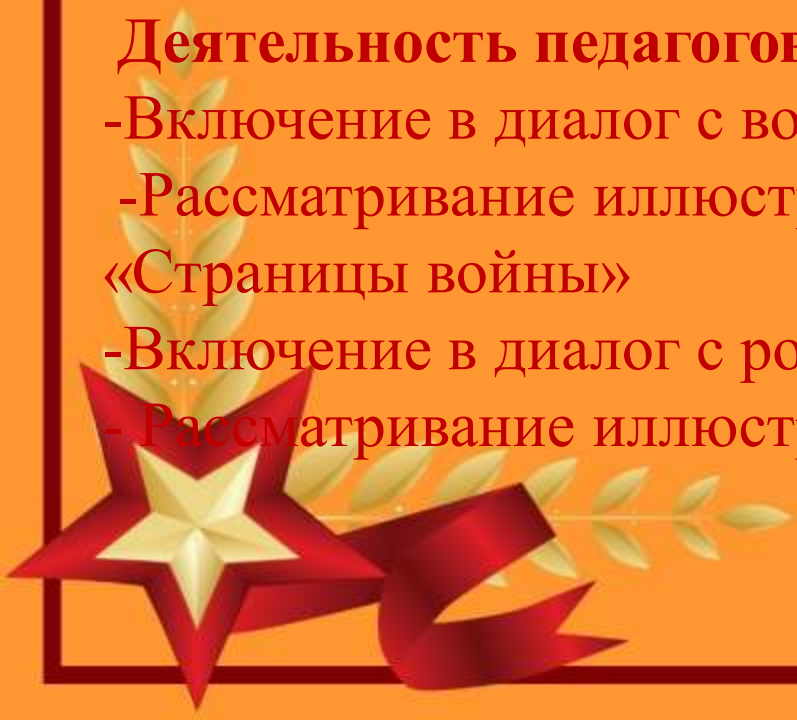 Деятельность педагогов
-Включение в диалог с во
-Рассматривание иллюст
«Страницы войны»
-Включение в диалог с ро
- Рассматривание иллюст